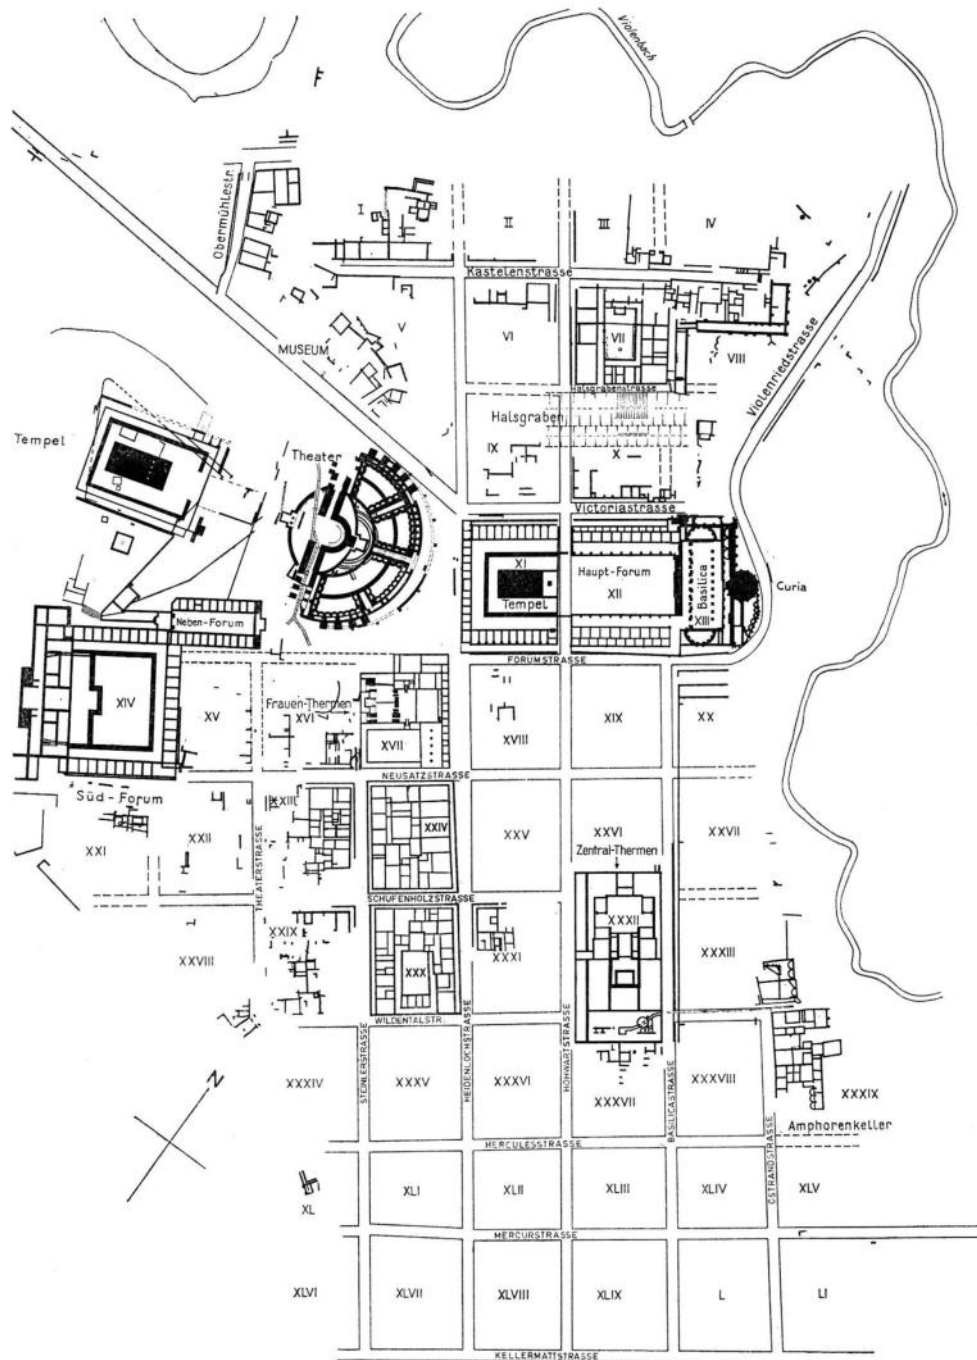 Violenbach
Obermühlestr.
I
II
III
IV
Kastelenstrasse
V
VI
VII
VIII
MUSEUM
Halsgrabenstrasse
Violenriedstrasse
Halsgraben
Tempel
Theater
IX
X
Victoriastrasse
XI
Tempel
Haupt-Forum
XII
Basilica
XIII
Curia
Neben-Forum
FORUMSTRASSE
XIV
XV
Frauen-Thermen
XVI
XVII
XVIII
XIX
XX
NEUSATZSTRASSE
Süd-Forum
XXI
XXII
XXIII
XXIV
XXV
XXVI
XXVII
Zentral-Thermen
THEATERSTRASSE
SCHUFENHOLZSTRASSE
XXVIII
XXIX
XXX
XXXI
XXXII
XXXIII
WILDENTALSTR.
N
STEINLERSTRASSE
HEIDENLOCHSTRASSE
HOHWARTSTRASSE
BASILICASTRASSE
OSTRANDSTRASSE
XXXIV
XXXV
XXXVI
XXXVII
XXXVIII
XXXIX
Amphorenkeller
HERCULESSTRASSE
XL
XLI
XLII
XLIII
XLIV
XLV
MERCURSTRASSE
XLVI
XLVII
XLVIII
XLIX
L
LI
KELLERMATTSTRASSE